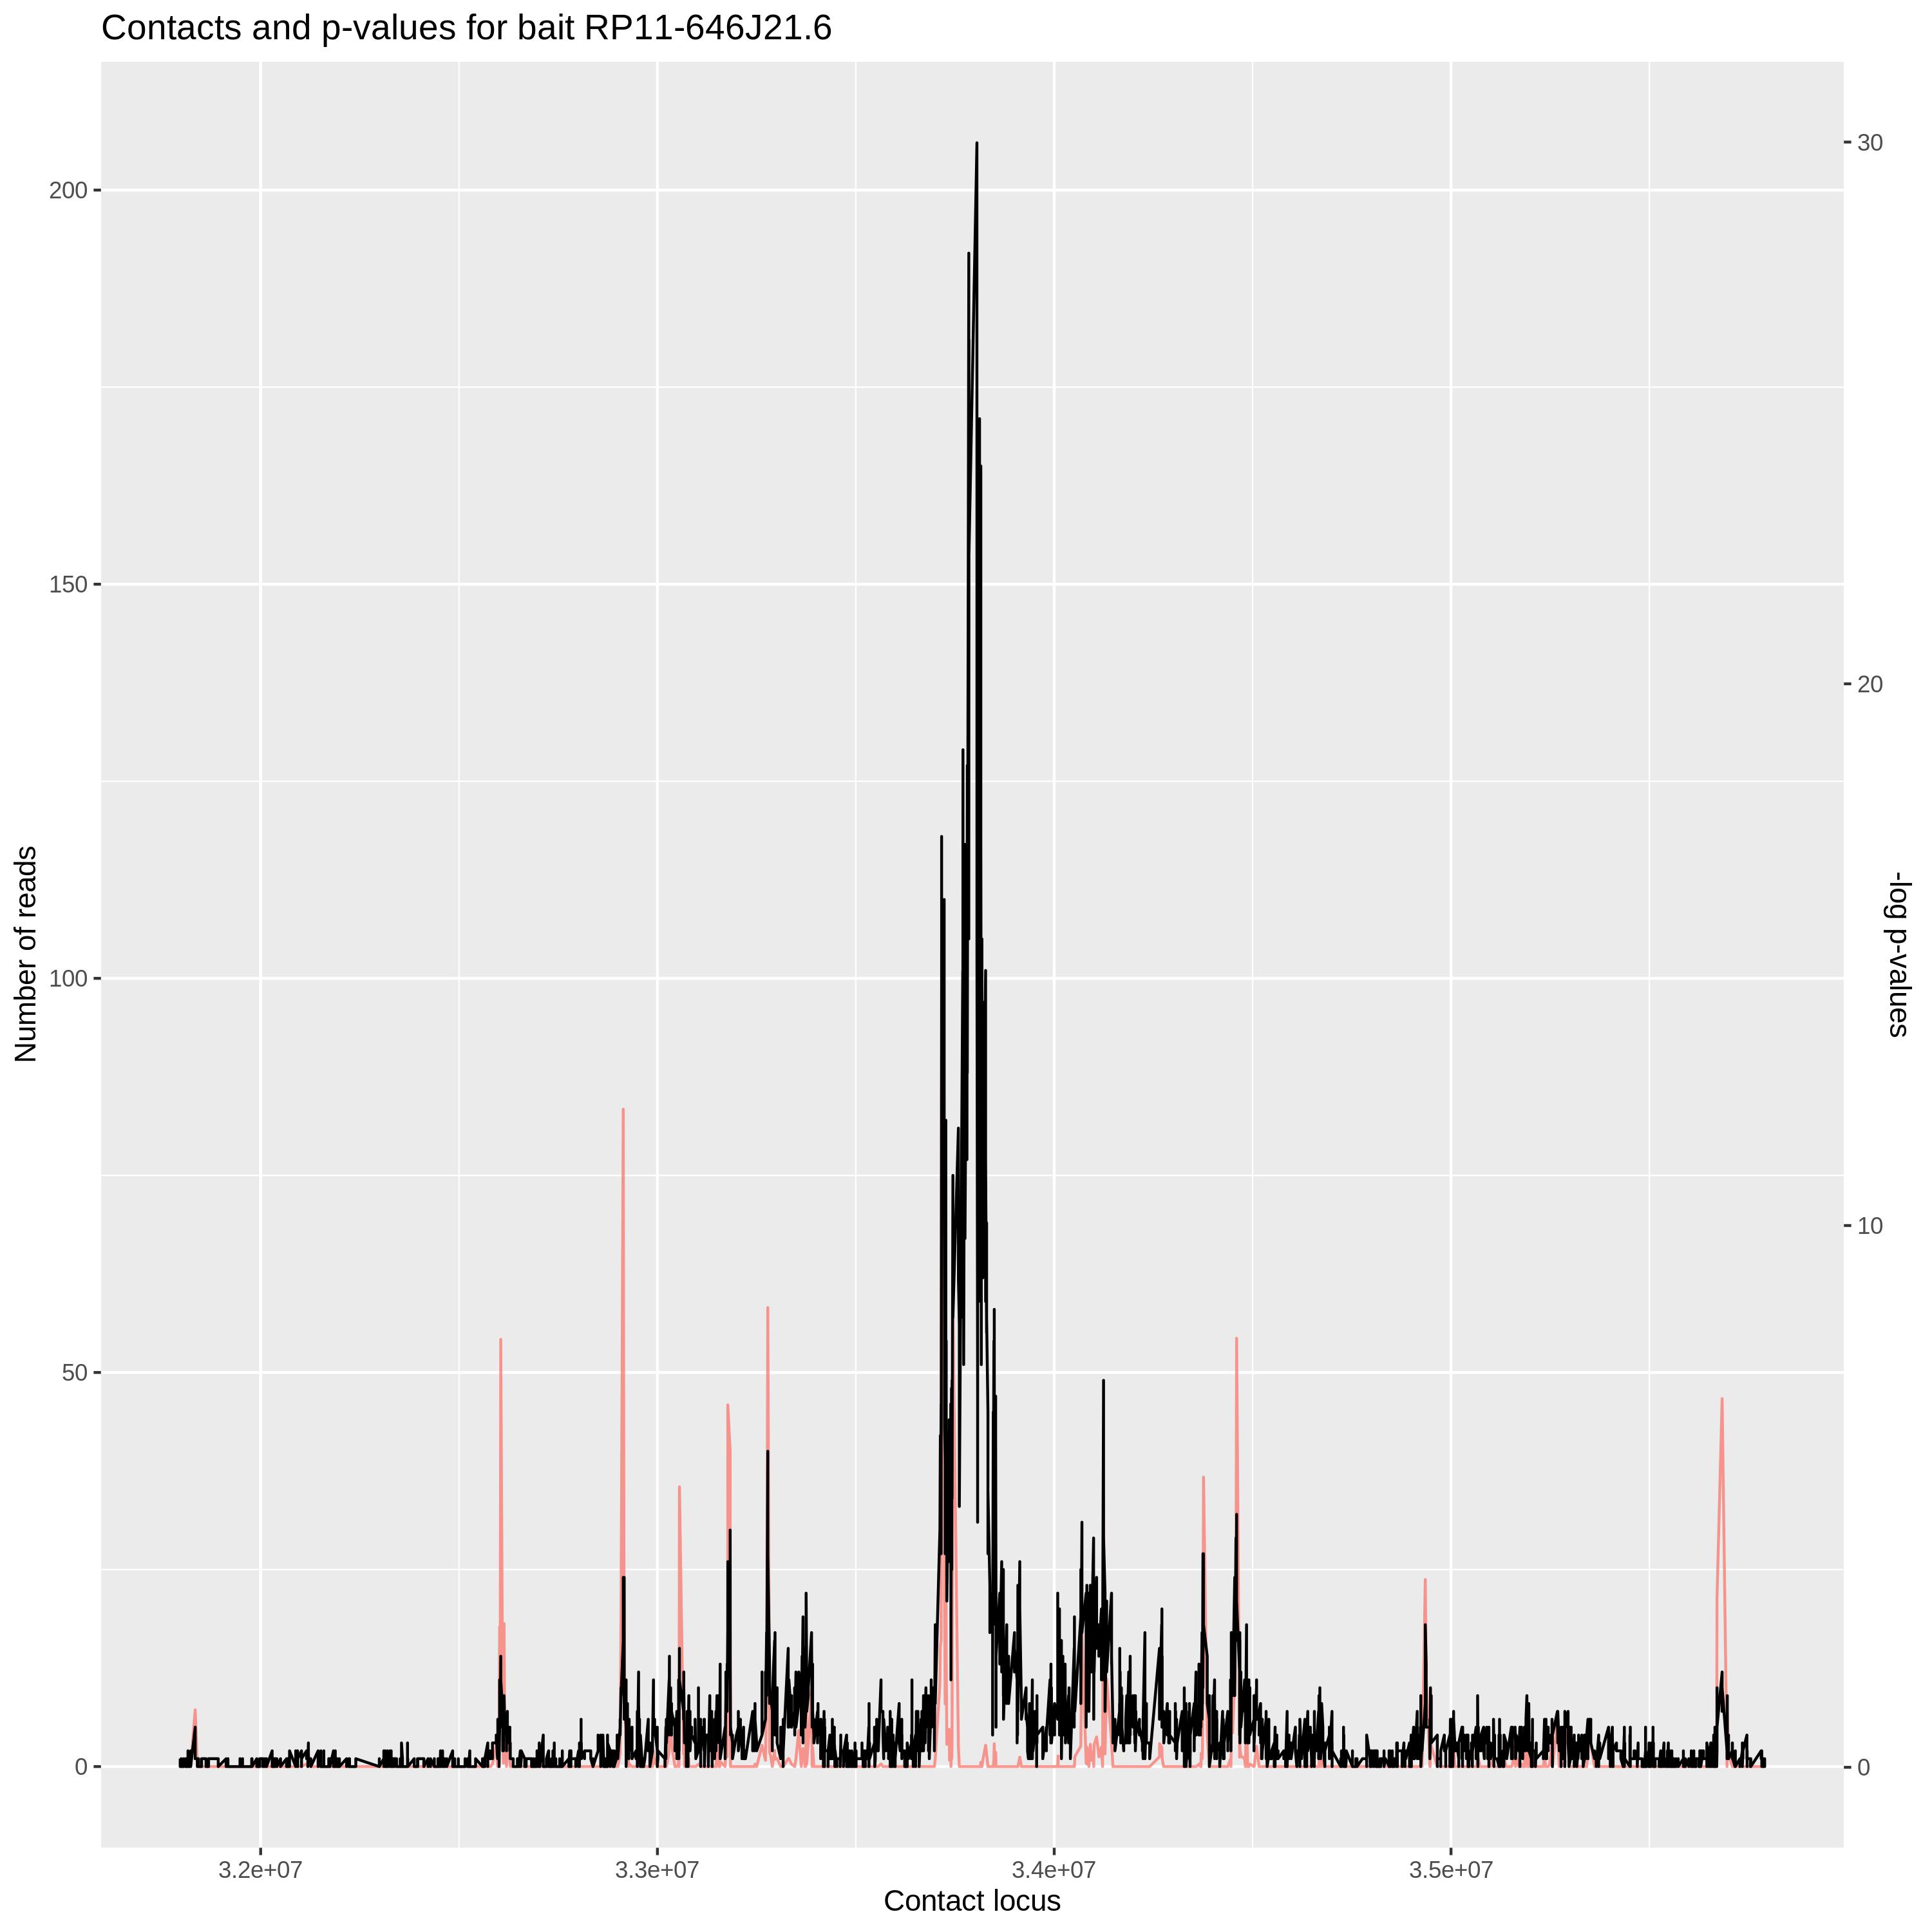 Contacts and p-values for bait RP11-646J21.6
200
150
100
50
0
Number of reads
30
20
10
0
-log p-values
3.2e+07
3.3e+07
3.4e+07
3.5e+07
Contact locus